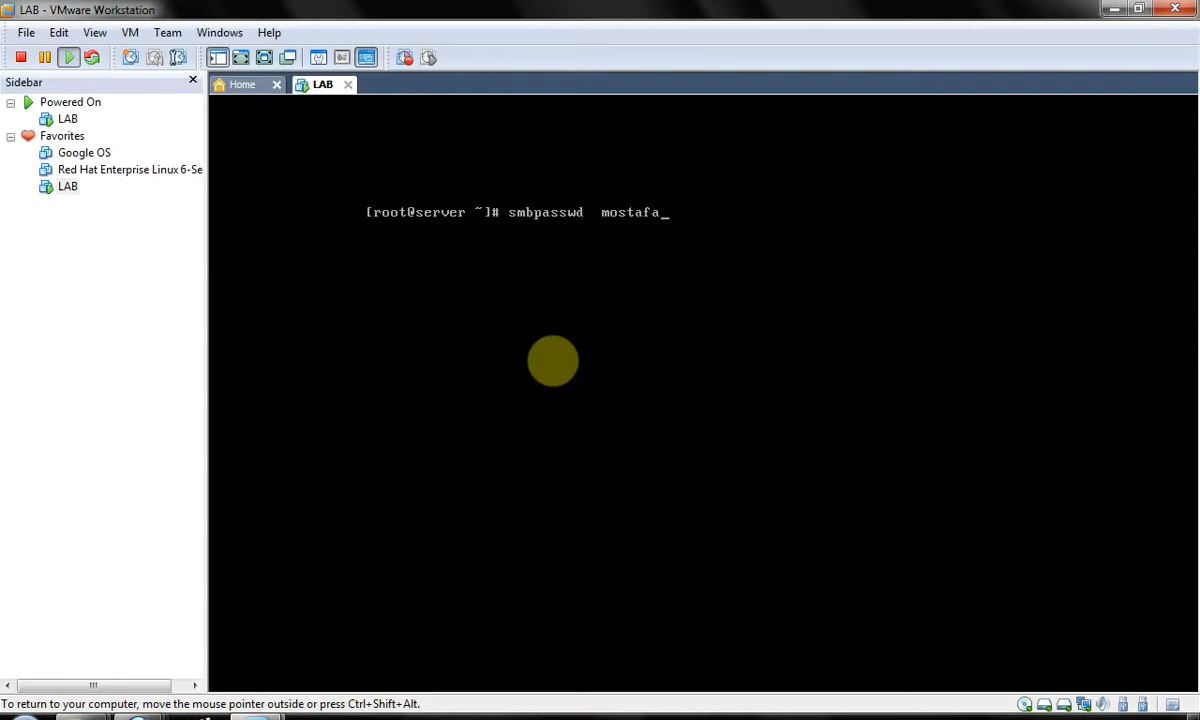 LAB - VMware Workstation
File Edit View VM Team Windows Help
Sidebar
Home LAB
Powered On
LAB
Favorites
Google OS
Red Hat Enterprise Linux 6-Se
LAB
[root@server ~]# smbpasswd  mostafa_
To return to your computer, move the mouse pointer outside or press Ctrl+Shift+Alt.